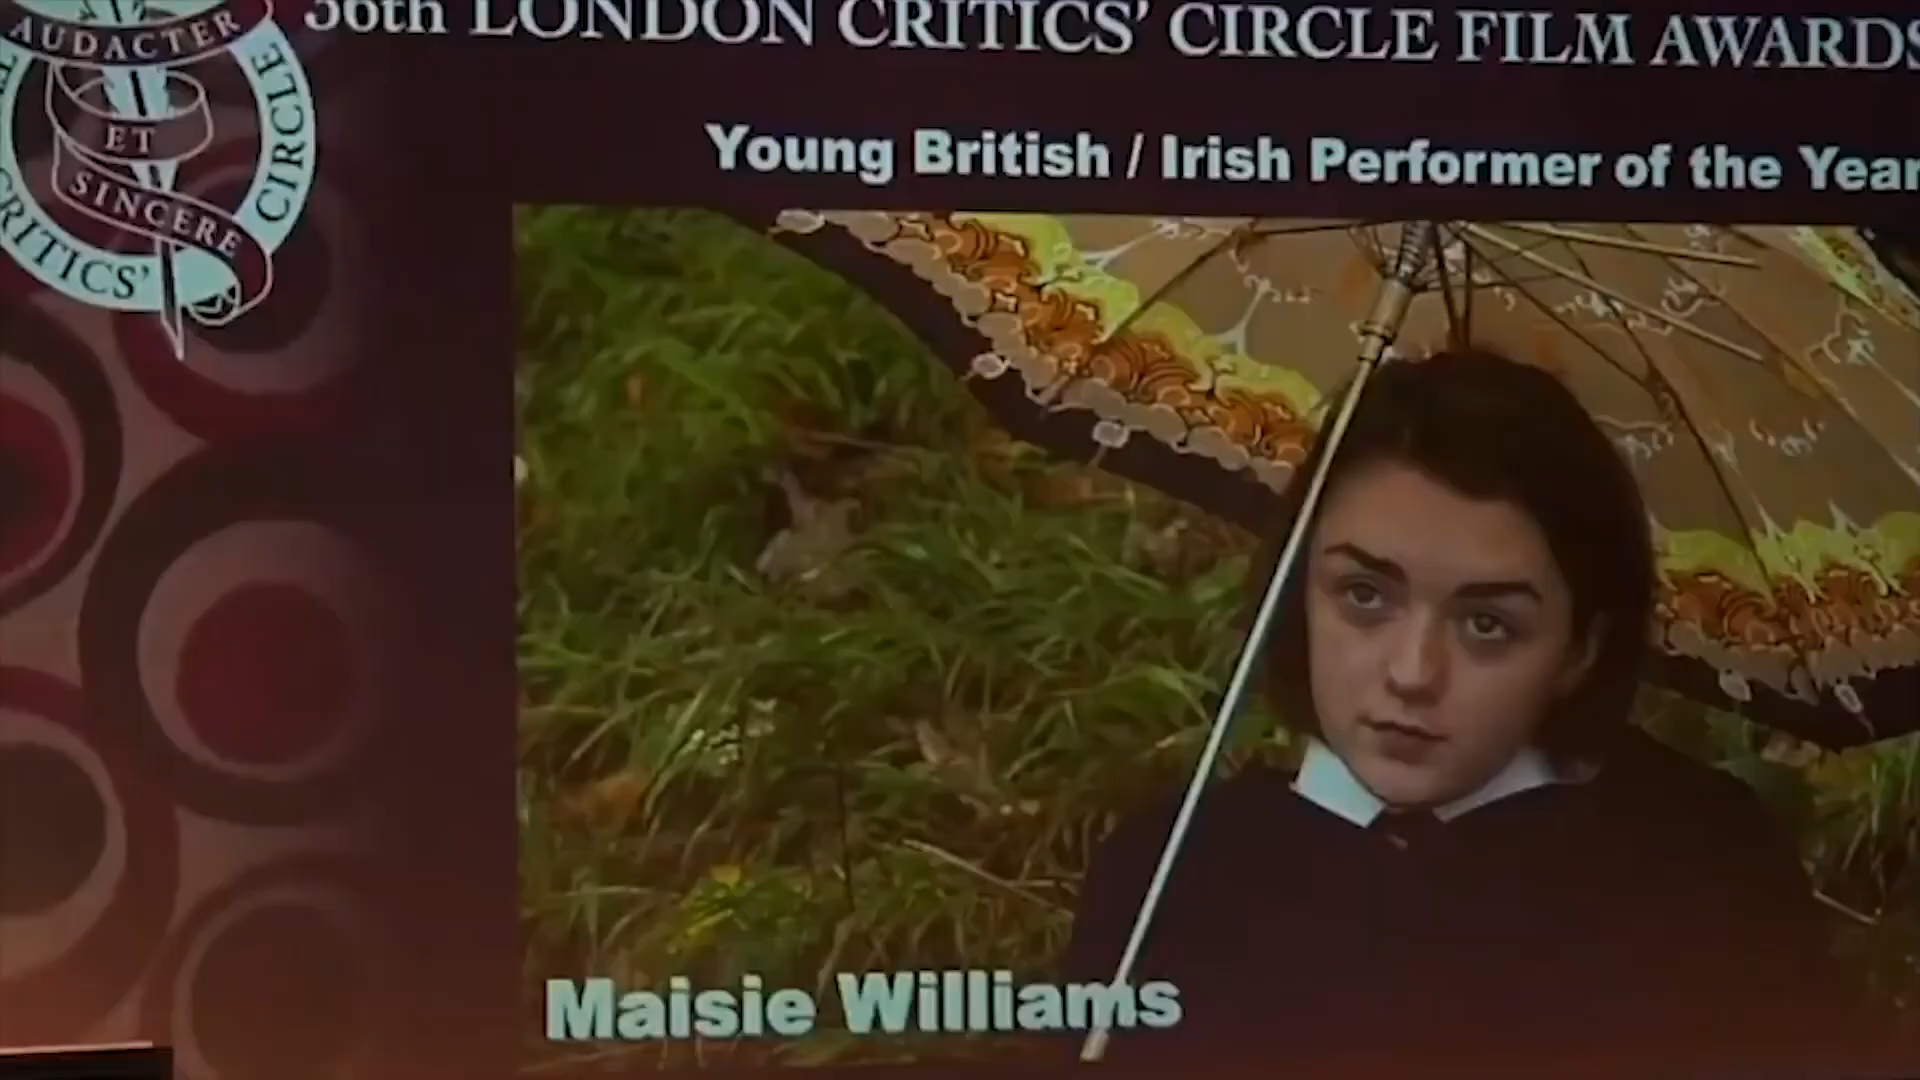 AUDACTER
ET
SINCERE
CRITICS' CIRCLE
36th LONDON CRITICS' CIRCLE FILM AWARDS
Young British / Irish Performer of the Year
Maisie Williams